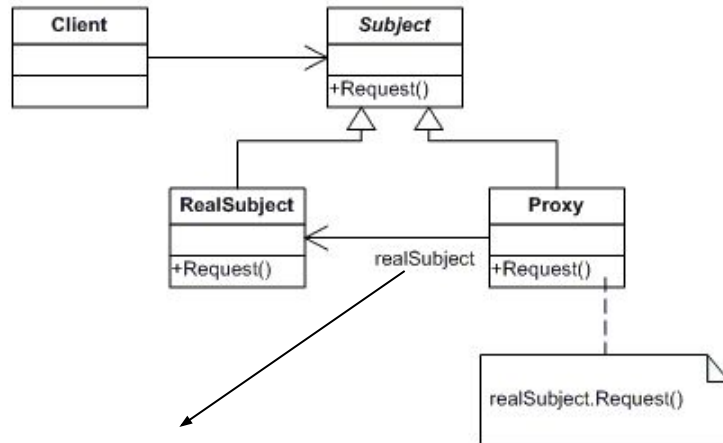 Client
Subject
+Request()
RealSubject
+Request()
realSubject
Proxy
+Request()
realSubject.Request()